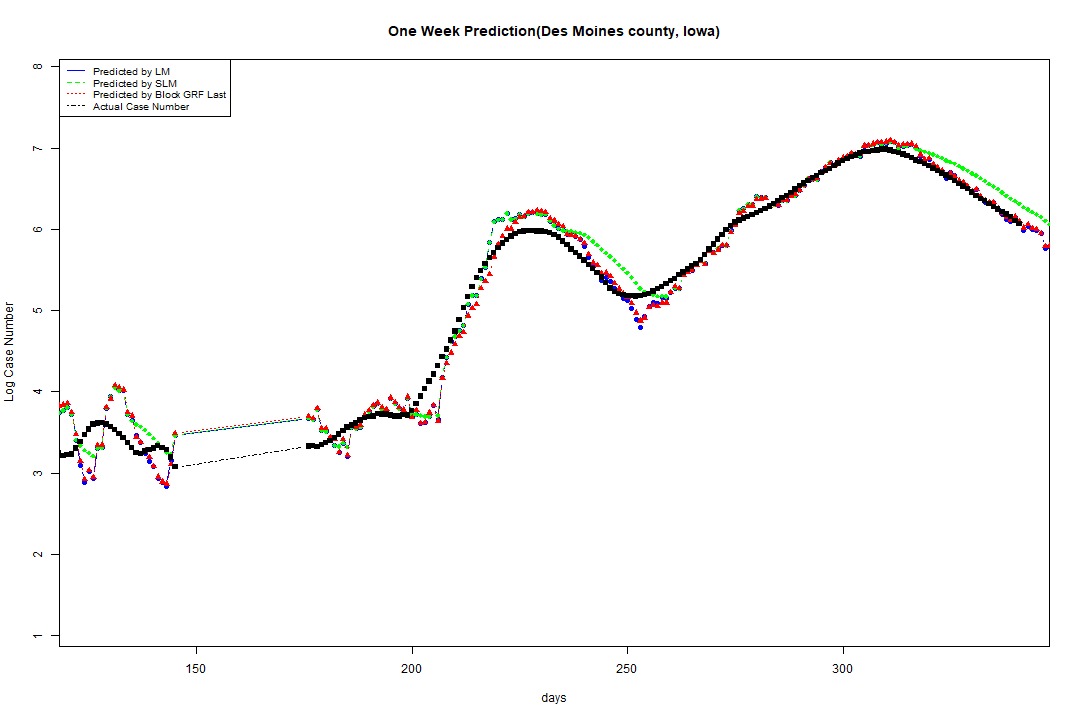 One Week Prediction(Des Moines county, Iowa)
Predicted by LM
Predicted by SLM
Predicted by Block GRF Last
Actual Case Number
8
7
6
5
4
3
2
1
Log Case Number
150 200 250 300
days